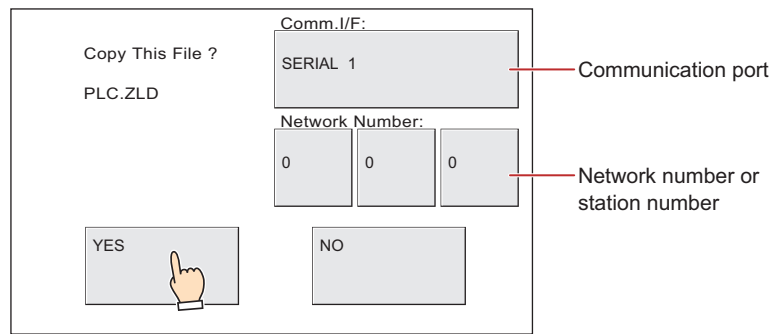 Comm.I/F:
Copy This File ?
SERIAL 1
Communication port
PLC.ZLD
Network Number:
0 0 0
Network number or
station number
YES NO